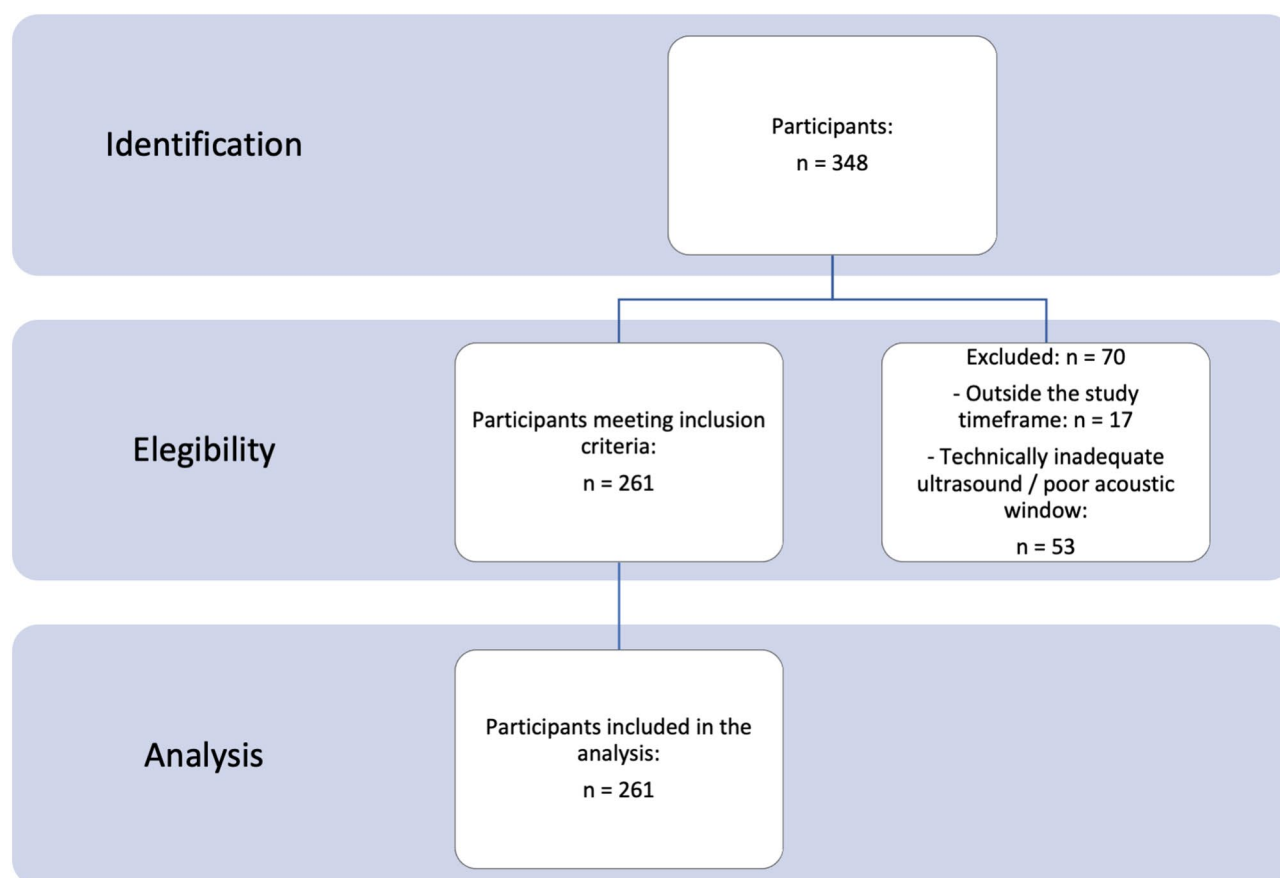 Identification
Participants:
n = 348
Elegibility
Participants meeting inclusion
criteria:
n = 261
Excluded: n = 70
- Outside the study
timeframe: n = 17
- Technically inadequate
ultrasound / poor acoustic
window:
n = 53
Analysis
Participants included in the
analysis:
n = 261